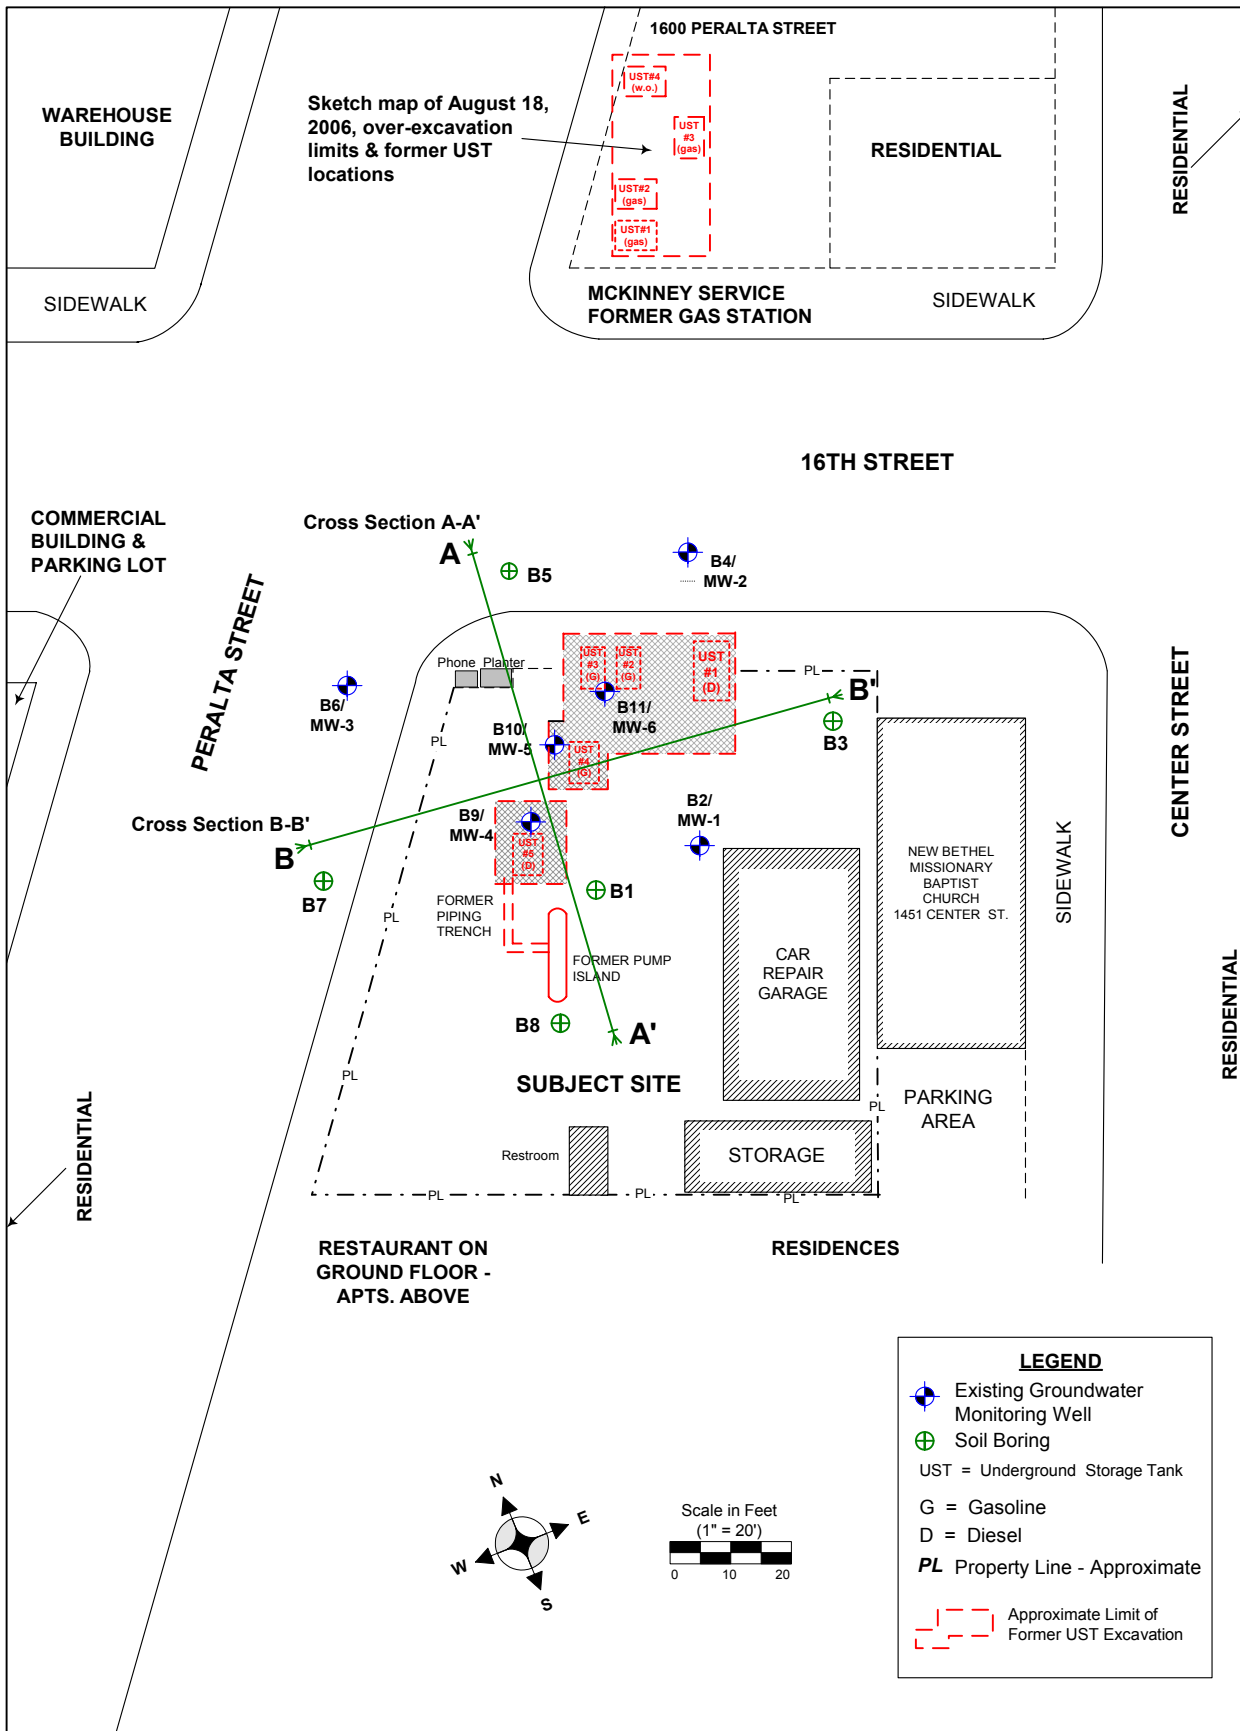 1600 PERALTA STREET
UST#4
(w.o.)
UST
#3
(gas)
UST#2
(gas)
UST#1
(gas)
Sketch map of August 18,
2006, over-excavation
limits & former UST
locations
WAREHOUSE
BUILDING
RESIDENTIAL
RESIDENTIAL
SIDEWALK
MCKINNEY SERVICE
FORMER GAS STATION
SIDEWALK
16TH STREET
COMMERCIAL
BUILDING &
PARKING LOT
Cross Section A-A'
A
B5
B4/
MW-2
PERALTA STREET
Phone
Planter
UST
#3
(G)
UST
#2
(G)
UST
#1
(D)
PL
B'
B6/
MW-3
B11/
MW-6
B10/
MW-5
UST
#4
(G)
B3
PL
CENTER STREET
Cross Section B-B'
B
B7
B9/
MW-4
UST
#5
(D)
B2/
MW-1
B1
PL
FORMER
PIPING
TRENCH
FORMER PUMP
ISLAND
NEW BETHEL
MISSIONARY
BAPTIST
CHURCH
1451 CENTER ST.
SIDEWALK
CAR
REPAIR
GARAGE
B8
A'
SUBJECT SITE
PL
PL
PARKING
AREA
RESIDENTIAL
RESIDENTIAL
Restroom
STORAGE
PL
PL
PL
RESTAURANT ON
GROUND FLOOR -
APTS. ABOVE
RESIDENCES
LEGEND
Existing Groundwater
Monitoring Well
Soil Boring
UST = Underground Storage Tank
G = Gasoline
D = Diesel
PL Property Line - Approximate
Approximate Limit of
Former UST Excavation
N
E
W
S
Scale in Feet
(1" = 20')
0 10 20